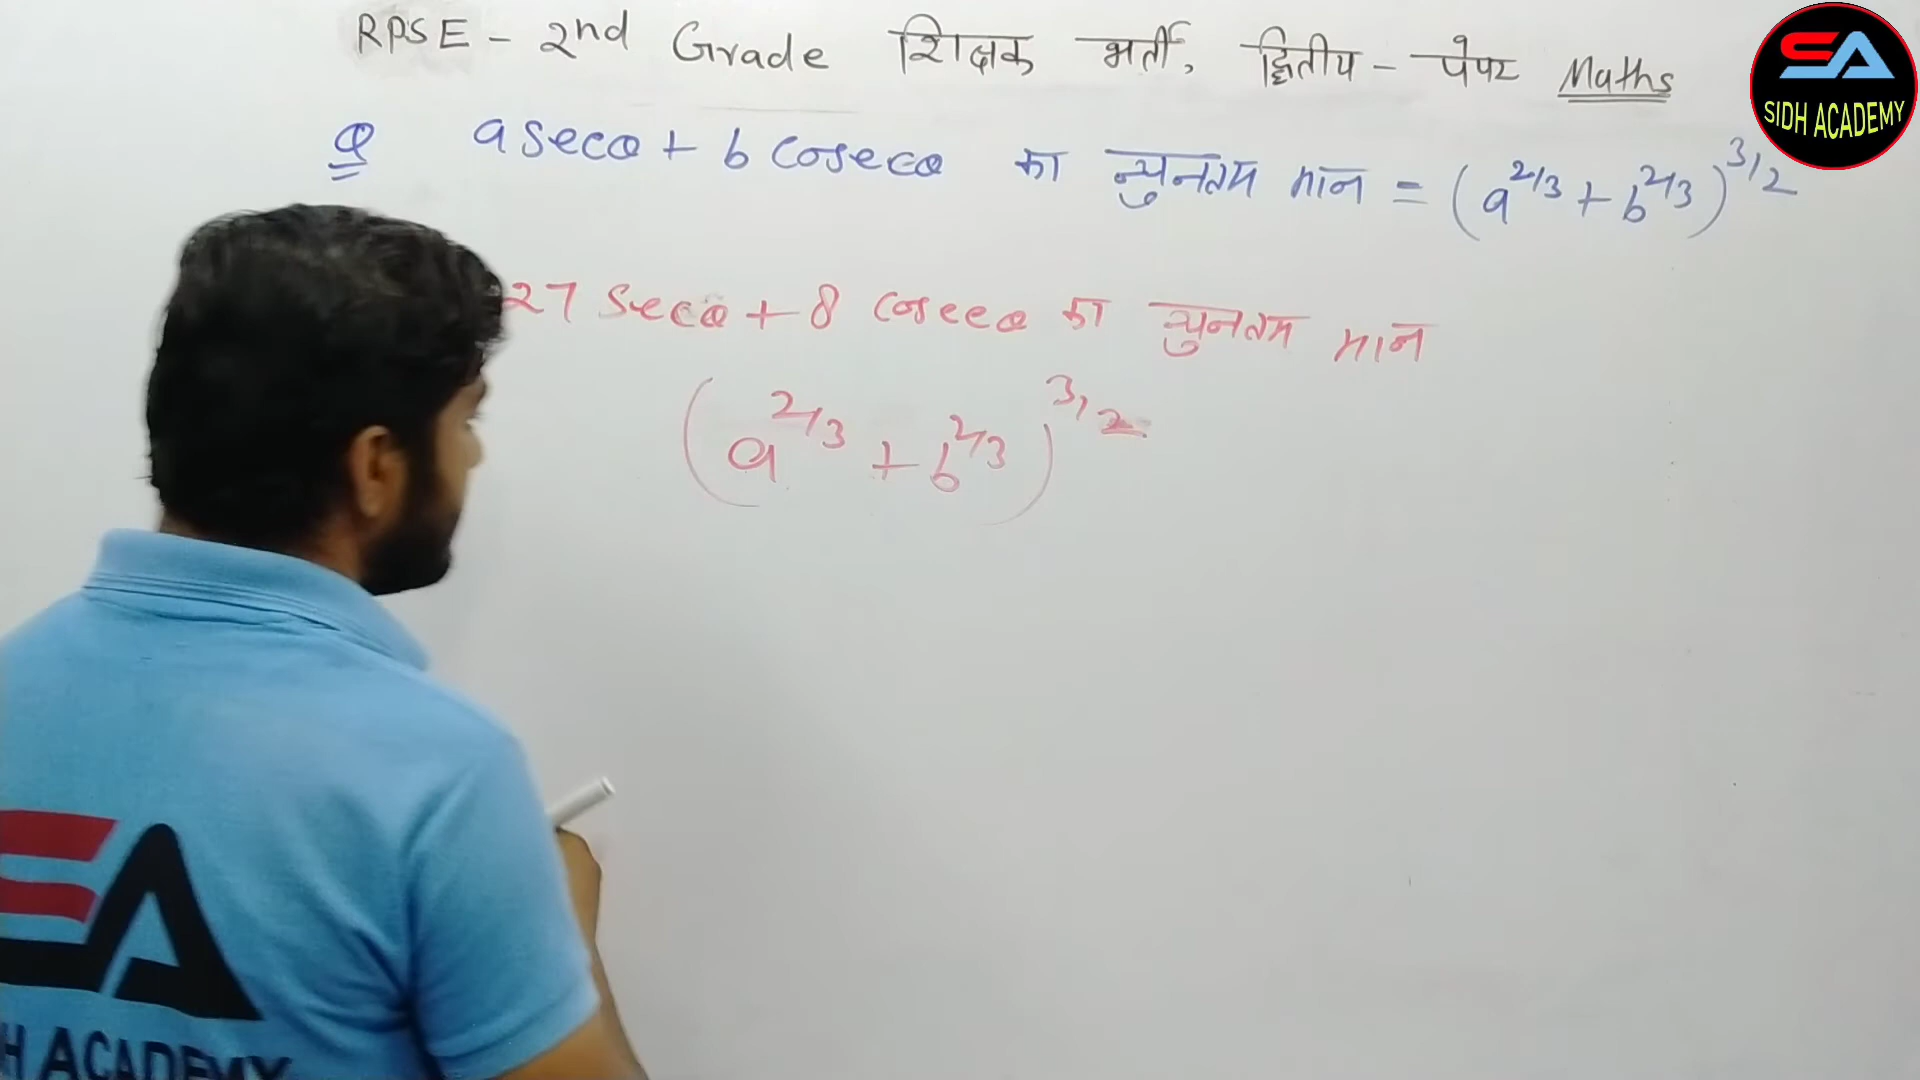 RPSE - 2nd Grade शिक्षक भर्ती, द्वितीय - पेपर Maths
SA
SIDH ACADEMY
Q a secθ + b cosecθ का न्युनतम मान = (a^2/3 + b^2/3)^3/2
27 secθ + 8 cosecθ का न्युनतम मान
(a^2/3 + b^2/3)^3/2
SA
H ACADEMY